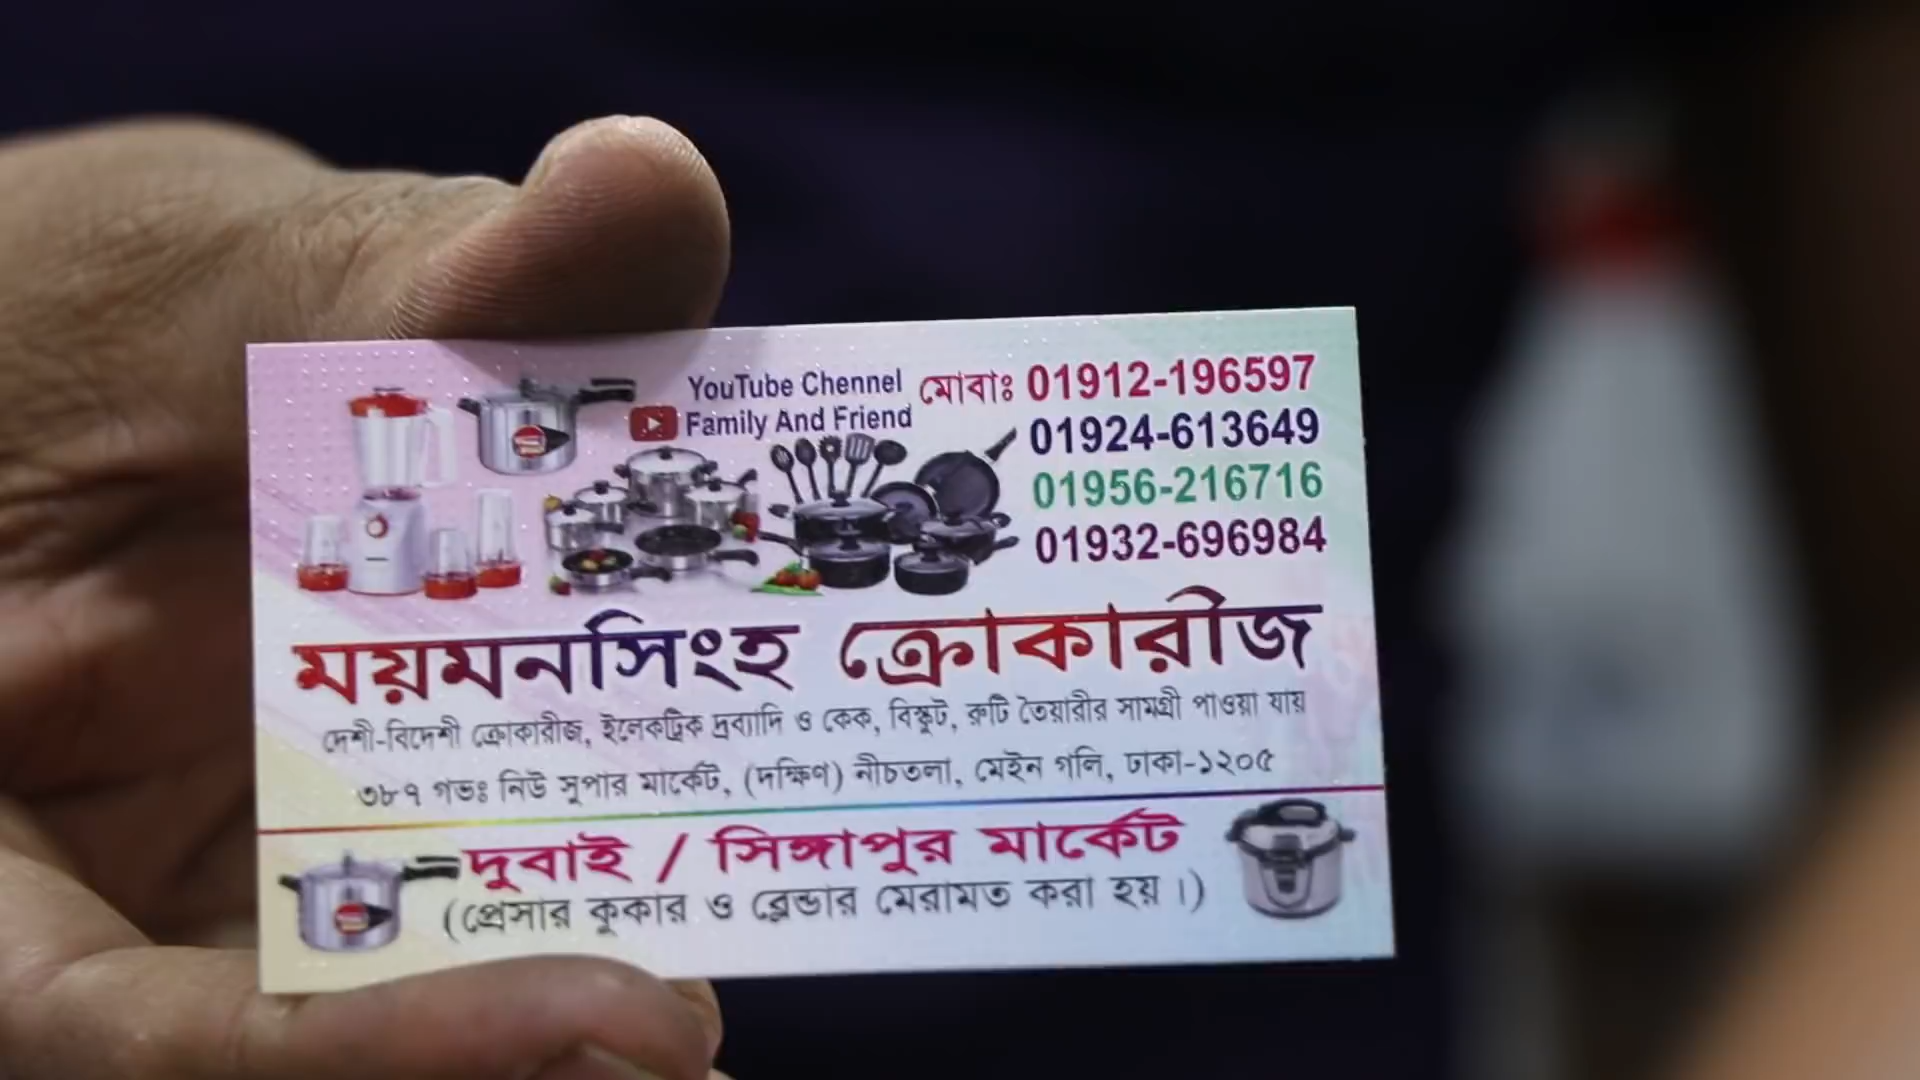 YouTube Chennel
Family And Friend
মোবাঃ 01912-196597
01924-613649
01956-216716
01932-696984
ময়মনসিংহ ক্রোকারীজ
দেশী-বিদেশী ক্রোকারীজ, ইলেকট্রিক দ্রব্যাদি ও কেক, বিস্কুট, রুটি তৈয়ারীর সামগ্রী পাওয়া যায়
৩৮৭ গভঃ নিউ সুপার মার্কেট, (দক্ষিণ) নীচতলা, মেইন গলি, ঢাকা-১২০৫
দুবাই / সিঙ্গাপুর মার্কেট
(প্রেসার কুকার ও ব্লেন্ডার মেরামত করা হয়।)